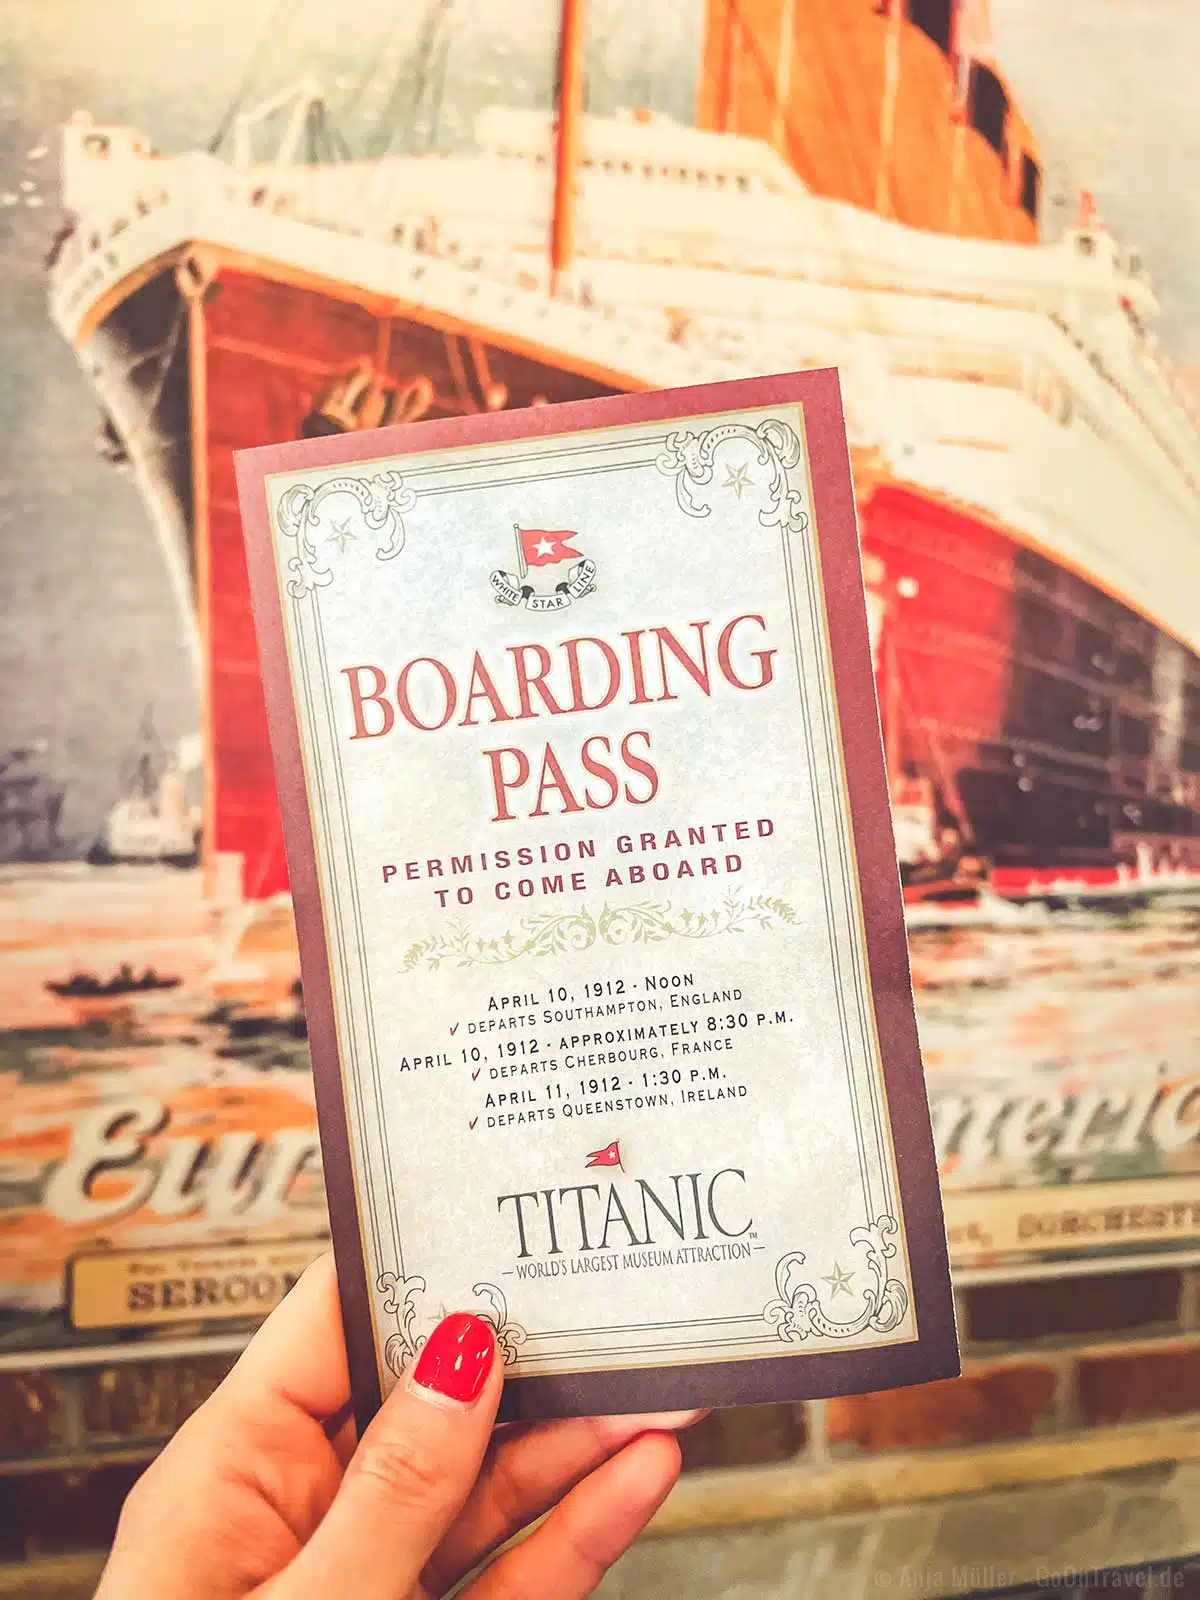 WHITE STAR LINE
BOARDING
PASS
PERMISSION GRANTED
TO COME ABOARD
APRIL 10, 1912 · NOON
✓ DEPARTS SOUTHAMPTON, ENGLAND
APRIL 10, 1912 · APPROXIMATELY 8:30 P.M.
✓ DEPARTS CHERBOURG, FRANCE
APRIL 11, 1912 · 1:30 P.M.
✓ DEPARTS QUEENSTOWN, IRELAND
TITANIC™
— WORLD'S LARGEST MUSEUM ATTRACTION —
© Anja Müller - GoOnTravel.de